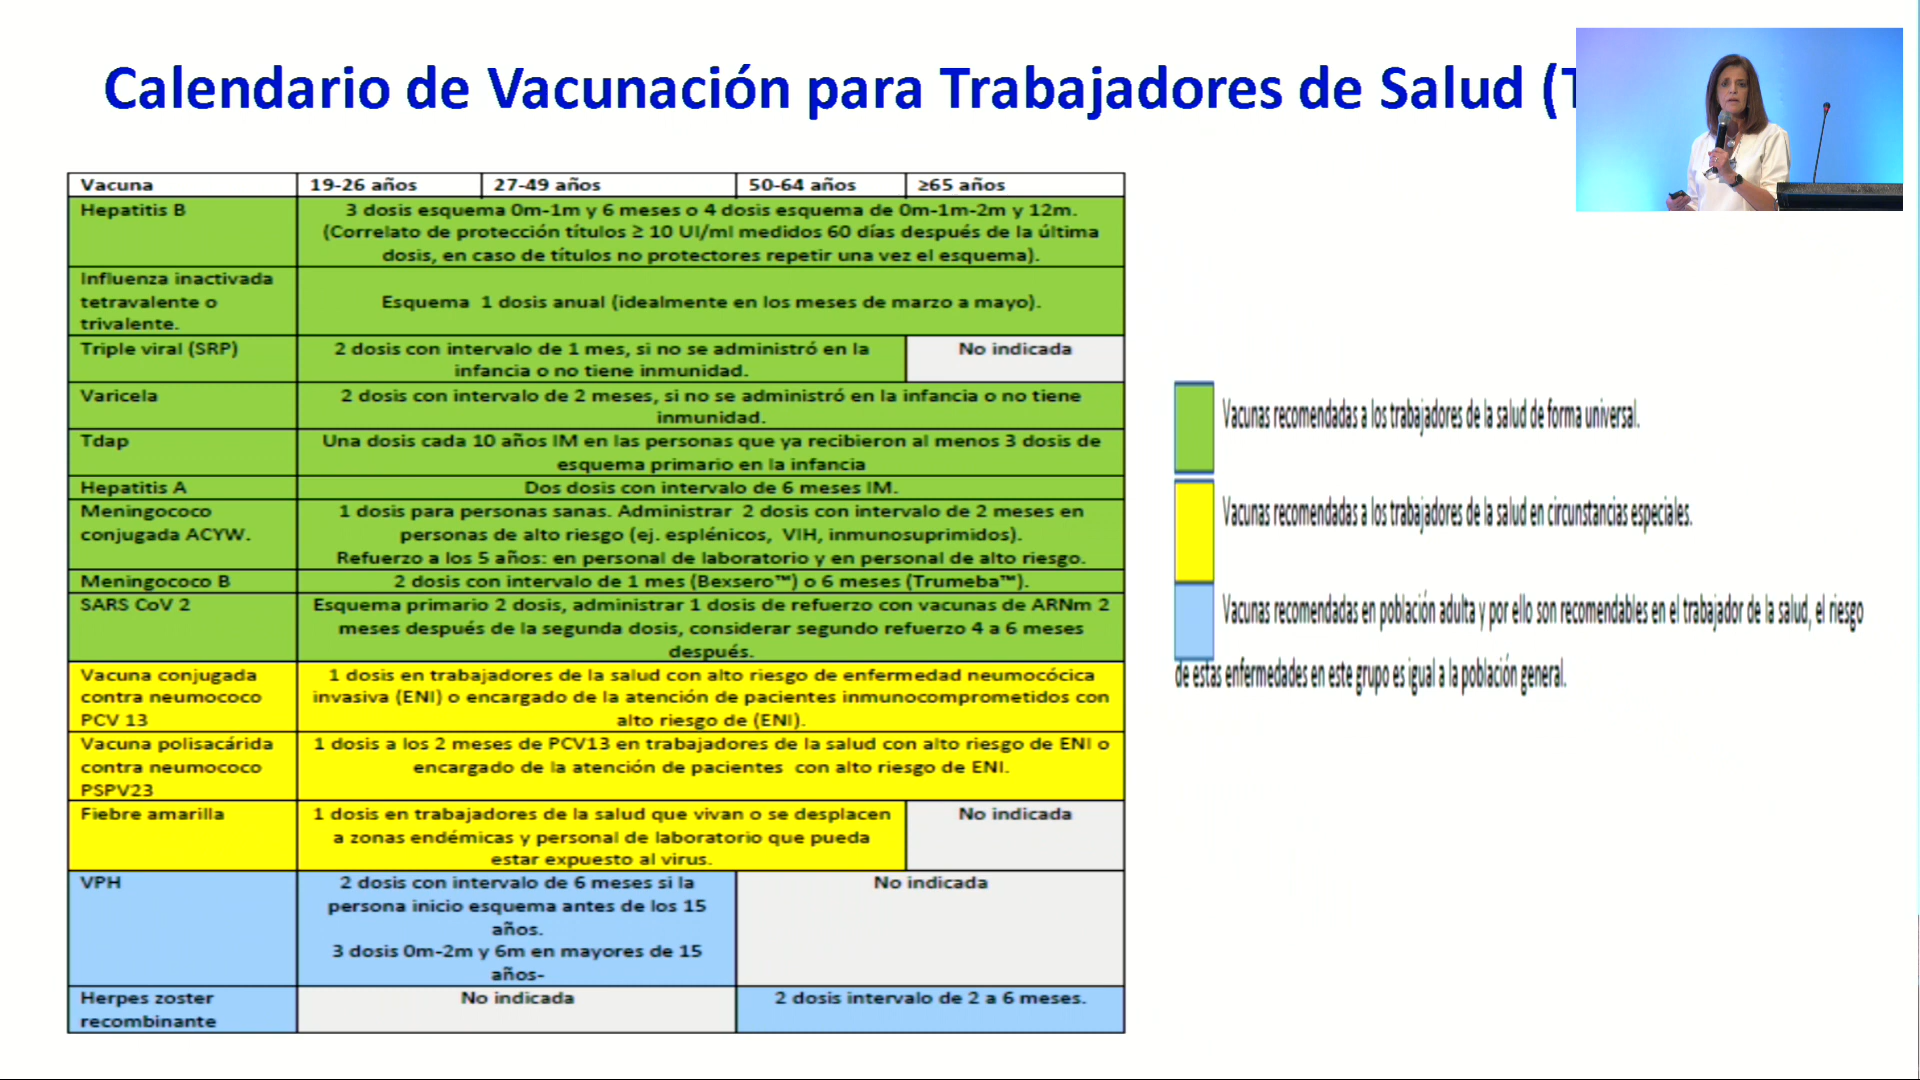 Calendario de Vacunación para Trabajadores de Salud (T
Vacuna
19-26 años
27-49 años
50-64 años
≥65 años
Hepatitis B
3 dosis esquema 0m-1m y 6 meses o 4 dosis esquema de 0m-1m-2m y 12m.
(Correlato de protección títulos ≥ 10 UI/ml medidos 60 días después de la última
dosis, en caso de títulos no protectores repetir una vez el esquema).
Influenza inactivada
tetravalente o
trivalente.
Esquema 1 dosis anual (idealmente en los meses de marzo a mayo).
Triple viral (SRP)
2 dosis con intervalo de 1 mes, si no se administró en la
infancia o no tiene inmunidad.
No indicada
Varicela
2 dosis con intervalo de 2 meses, si no se administró en la infancia o no tiene
inmunidad.
Tdap
Una dosis cada 10 años IM en las personas que ya recibieron al menos 3 dosis de
esquema primario en la infancia
Hepatitis A
Dos dosis con intervalo de 6 meses IM.
Meningococo
conjugada ACYW.
1 dosis para personas sanas. Administrar 2 dosis con intervalo de 2 meses en
personas de alto riesgo (ej. esplénicos, VIH, inmunosuprimidos).
Refuerzo a los 5 años: en personal de laboratorio y en personal de alto riesgo.
Meningococo B
2 dosis con intervalo de 1 mes (Bexsero™) o 6 meses (Trumeba™).
SARS CoV 2
Esquema primario 2 dosis, administrar 1 dosis de refuerzo con vacunas de ARNm 2
meses después de la segunda dosis, considerar segundo refuerzo 4 a 6 meses
después.
Vacuna conjugada
contra neumococo
PCV 13
1 dosis en trabajadores de la salud con alto riesgo de enfermedad neumocócica
invasiva (ENI) o encargado de la atención de pacientes inmunocomprometidos con
alto riesgo de (ENI).
Vacuna polisacárida
contra neumococo
PSPV23
1 dosis a los 2 meses de PCV13 en trabajadores de la salud con alto riesgo de ENI o
encargado de la atención de pacientes con alto riesgo de ENI.
Fiebre amarilla
1 dosis en trabajadores de la salud que vivan o se desplacen
a zonas endémicas y personal de laboratorio que pueda
estar expuesto al virus.
No indicada
VPH
2 dosis con intervalo de 6 meses si la
persona inicio esquema antes de los 15
años.
3 dosis 0m-2m y 6m en mayores de 15
años-
No indicada
Herpes zoster
recombinante
No indicada
2 dosis intervalo de 2 a 6 meses.
Vacunas recomendadas a los trabajadores de la salud de forma universal.
Vacunas recomendadas a los trabajadores de la salud en circunstancias especiales.
Vacunas recomendadas en población adulta y por ello son recomendables en el trabajador de la salud, el riesgo
de estas enfermedades en este grupo es igual a la población general.